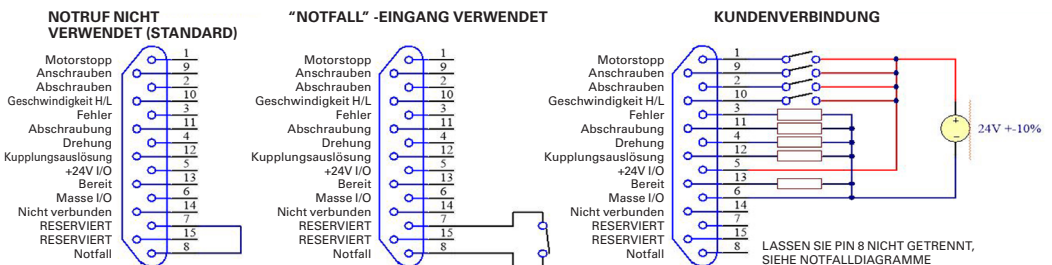 NOTRUF NICHT
VERWENDET (STANDARD)
Motorstopp 1
Anschrauben 9
Abschrauben 2
Geschwindigkeit H/L 10
Fehler 3
Abschraubung 11
Drehung 4
Kupplungsauslösung 12
+24V I/O 5
Bereit 13
Masse I/O 6
Nicht verbunden 14
RESERVIERT 7
RESERVIERT 15
Notfall 8
“NOTFALL” -EINGANG VERWENDET
Motorstopp 1
Anschrauben 9
Abschrauben 2
Geschwindigkeit H/L 10
Fehler 3
Abschraubung 11
Drehung 4
Kupplungsauslösung 12
+24V I/O 5
Bereit 13
Masse I/O 6
Nicht verbunden 14
RESERVIERT 7
RESERVIERT 15
Notfall 8
KUNDENVERBINDUNG
Motorstopp 1
Anschrauben 9
Abschrauben 2
Geschwindigkeit H/L 10
Fehler 3
Abschraubung 11
Drehung 4
Kupplungsauslösung 12
+24V I/O 5
Bereit 13
Masse I/O 6
Nicht verbunden 14
RESERVIERT 7
RESERVIERT 15
Notfall 8
24V +-10%
LASSEN SIE PIN 8 NICHT GETRENNT,
SIEHE NOTFALLDIAGRAMME